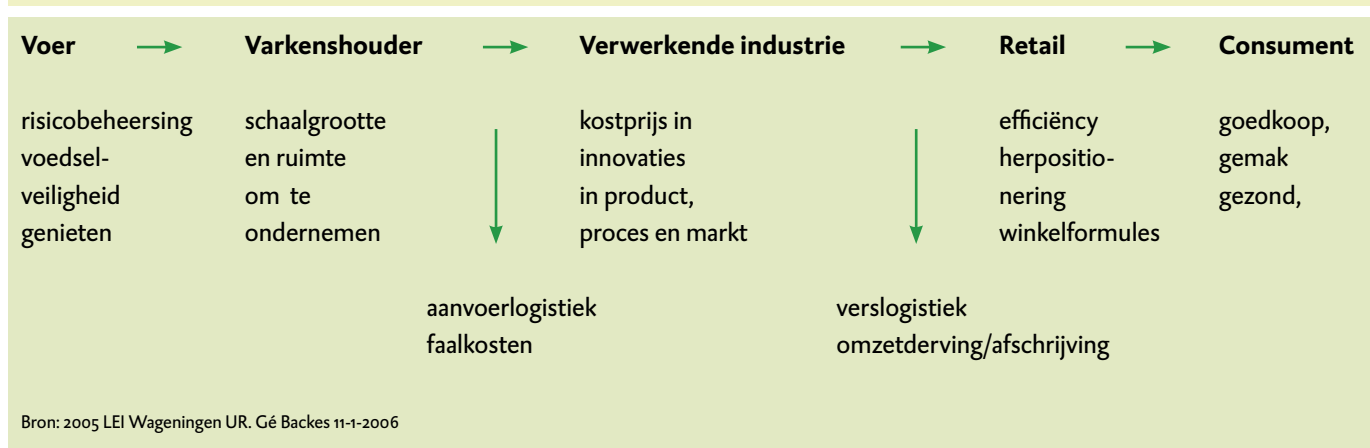 Voer Varkenshouder Verwerkende industrie Retail Consument
risicobeheersing
voedsel-
veiligheid
genieten
schaalgrootte
en ruimte
om te
ondernemen
kostprijs in
innovaties
in product,
proces en markt
efficiëncy
herpositio-
nering
winkelformules
goedkoop,
gemak
gezond,
aanvoerlogistiek
faalkosten
verslogistiek
omzetderving/afschrijving
Bron: 2005 LEI Wageningen UR. Gé Backes 11-1-2006